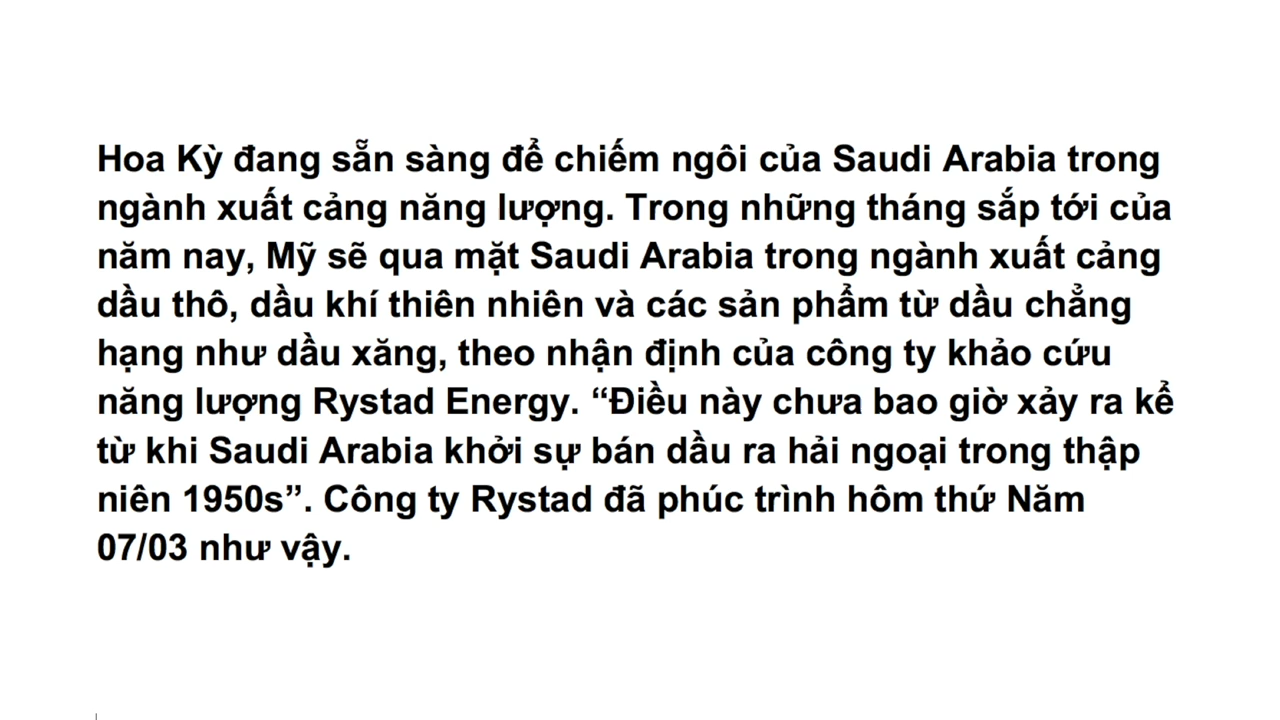 Hoa Kỳ đang sẵn sàng để chiếm ngôi của Saudi Arabia trong
ngành xuất cảng năng lượng. Trong những tháng sắp tới của
năm nay, Mỹ sẽ qua mặt Saudi Arabia trong ngành xuất cảng
dầu thô, dầu khí thiên nhiên và các sản phẩm từ dầu chẳng
hạng như dầu xăng, theo nhận định của công ty khảo cứu
năng lượng Rystad Energy. “Điều này chưa bao giờ xảy ra kể
từ khi Saudi Arabia khởi sự bán dầu ra hải ngoại trong thập
niên 1950s”. Công ty Rystad đã phúc trình hôm thứ Năm
07/03 như vậy.